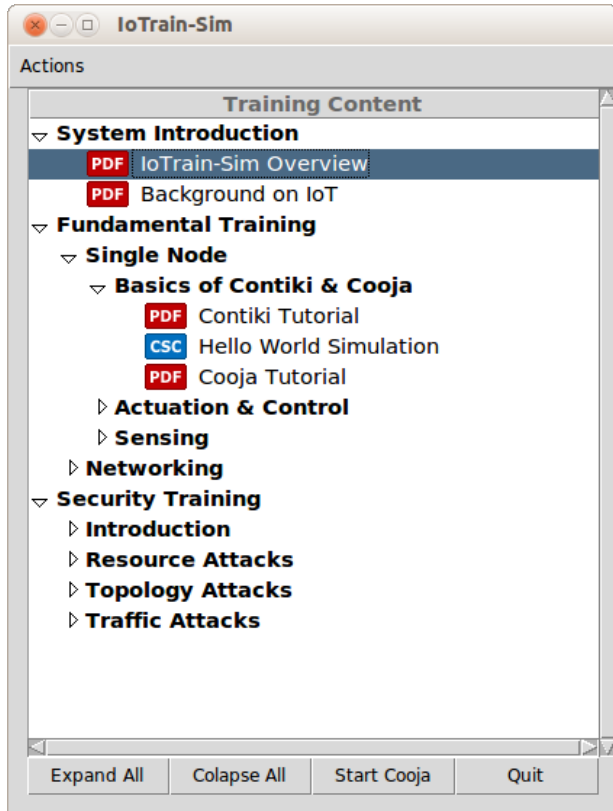 IoTrain-Sim
Actions
Training Content
System Introduction
PDF IoTrain-Sim Overview
PDF Background on IoT
Fundamental Training
Single Node
Basics of Contiki & Cooja
PDF Contiki Tutorial
CSC Hello World Simulation
PDF Cooja Tutorial
Actuation & Control
Sensing
Networking
Security Training
Introduction
Resource Attacks
Topology Attacks
Traffic Attacks
Expand All Colapse All Start Cooja Quit